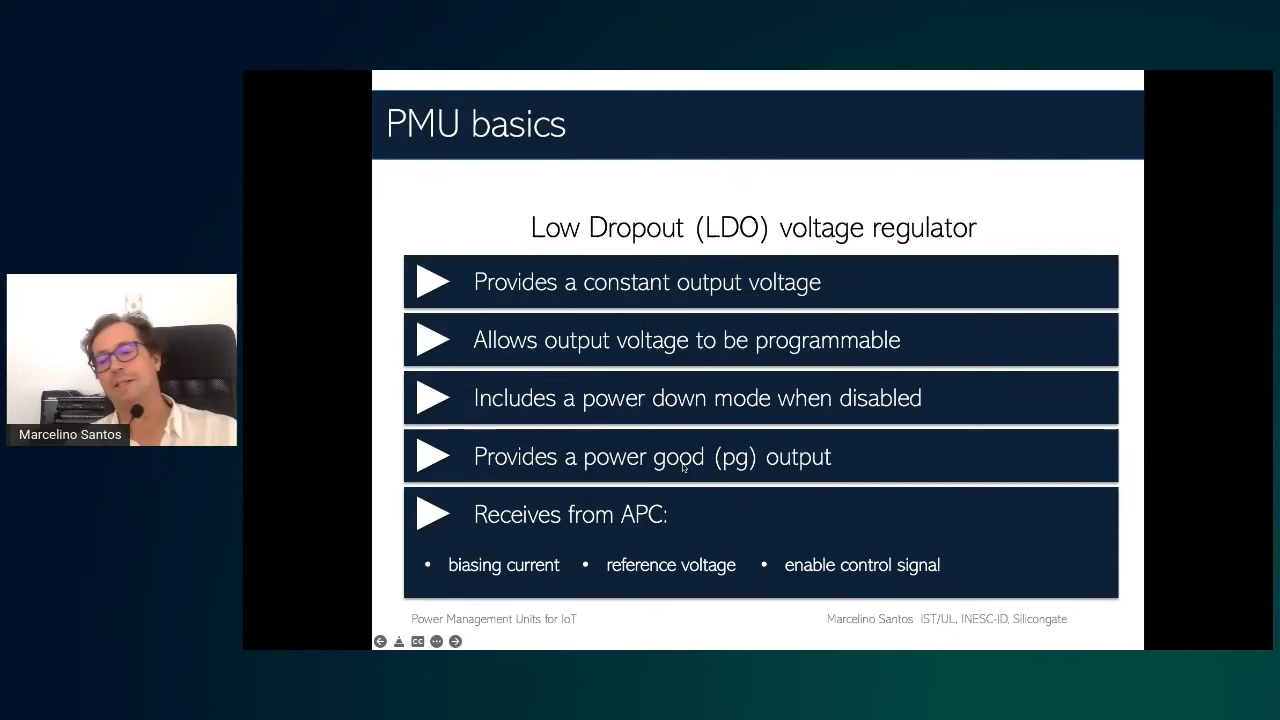 PMU basics
Low Dropout (LDO) voltage regulator
Provides a constant output voltage
Allows output voltage to be programmable
Includes a power down mode when disabled
Provides a power good (pg) output
Receives from APC:
• biasing current • reference voltage • enable control signal
Power Management Units for IoT Marcelino Santos IST/UL, INESC-ID, Silicongate
CC
Marcelino Santos